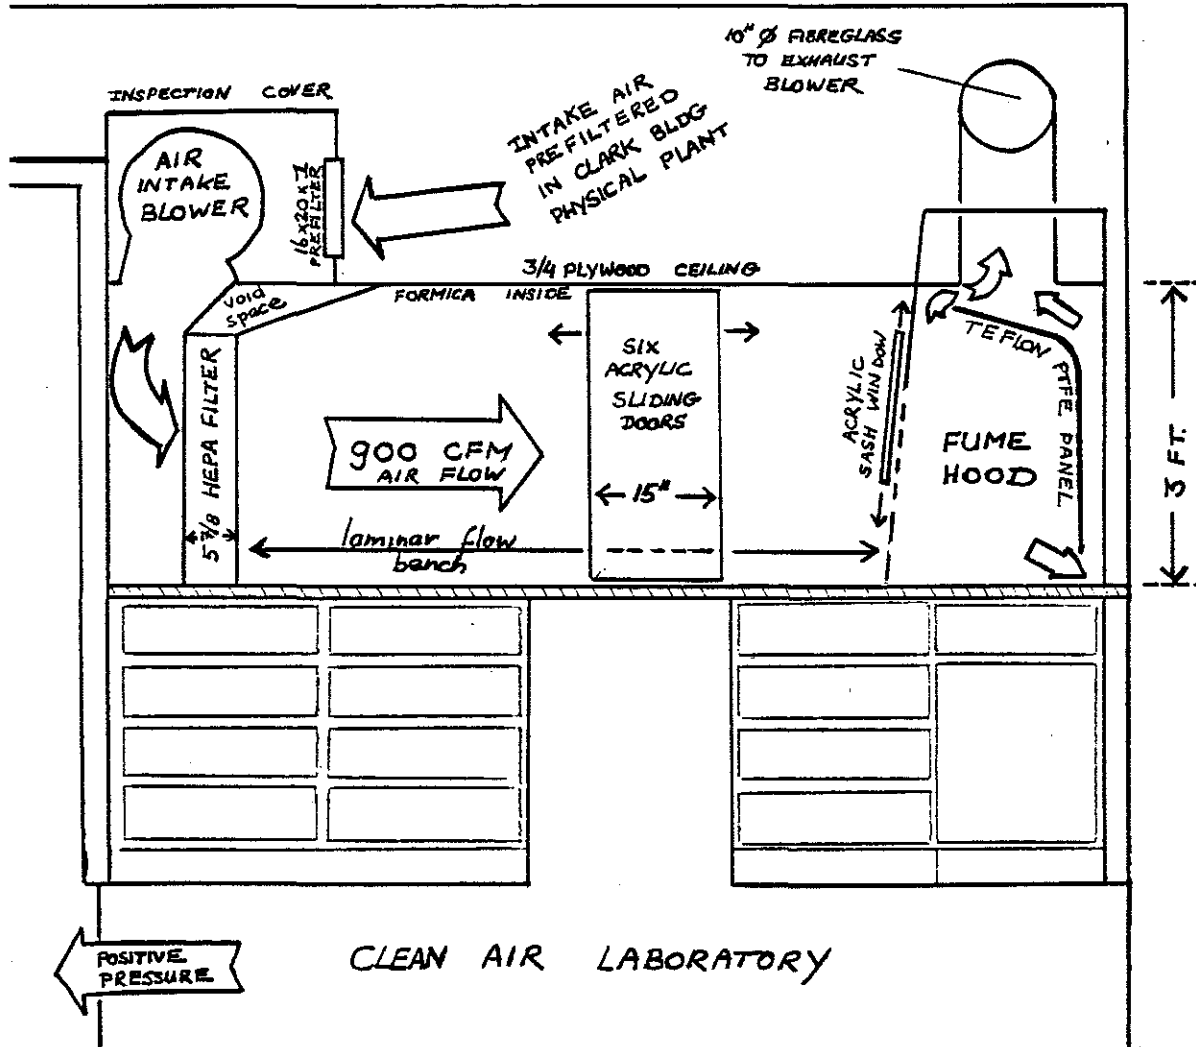 10" Ø FIBREGLASS
TO EXHAUST
BLOWER
INSPECTION COVER
INTAKE AIR
PREFILTERED
IN CLARK BLDG
PHYSICAL PLANT
AIR
INTAKE
BLOWER
16x20x1
PREFILTER
3/4 PLYWOOD CEILING
FORMICA INSIDE
void
space
TEFLON PTFE PANEL
SIX
ACRYLIC
SLIDING
DOORS
ACRYLIC
SASH WINDOW
5 7/8 HEPA FILTER
900 CFM
AIR FLOW
FUME
HOOD
3 FT.
15"
laminar flow
bench
POSITIVE
PRESSURE
CLEAN AIR LABORATORY